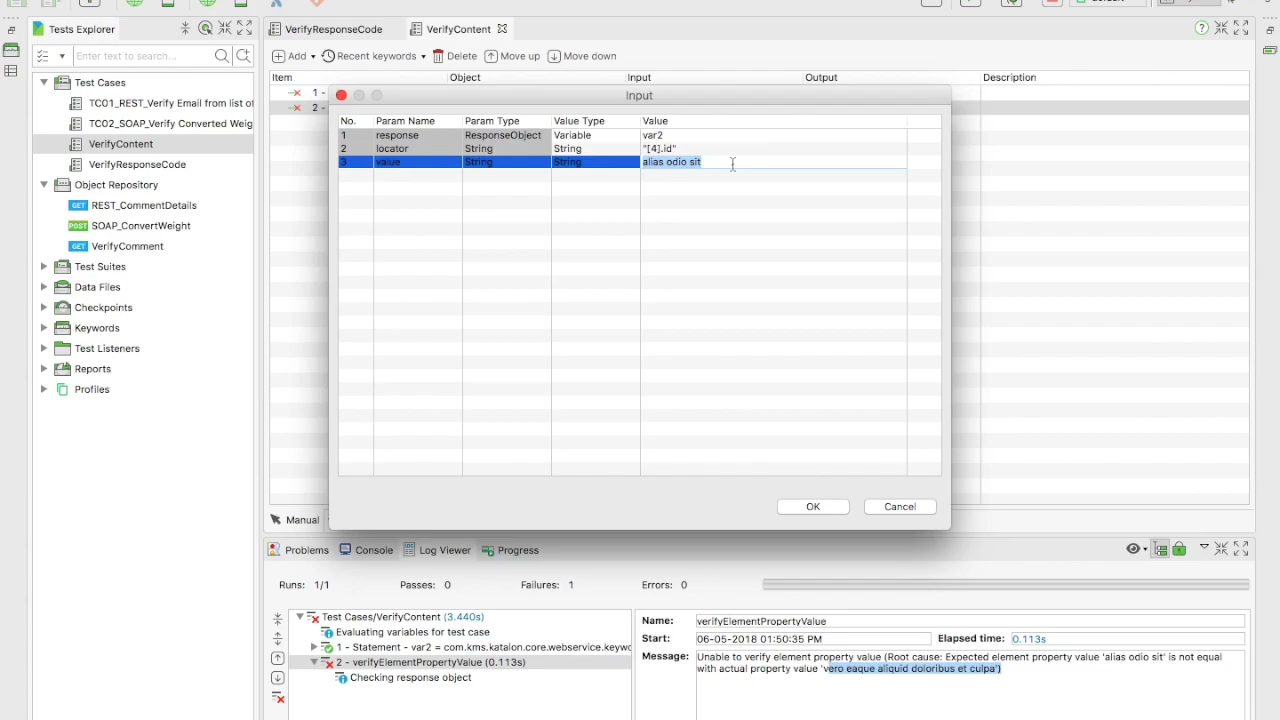 Tests Explorer
VerifyResponseCode
VerifyContent
Enter text to search...
Add
Recent keywords
Delete
Move up
Move down
Item
Object
Input
Output
Description
1 -
2 -
Test Cases
TC01_REST_Verify Email from list of
TC02_SOAP_Verify Converted Weig
VerifyContent
VerifyResponseCode
Object Repository
GET REST_CommentDetails
POST SOAP_ConvertWeight
GET VerifyComment
Test Suites
Data Files
Checkpoints
Keywords
Test Listeners
Reports
Profiles
Input
No. Param Name Param Type Value Type Value
1 response ResponseObject Variable var2
2 locator String String "[4].id"
3 value String String alias odio sit
OK
Cancel
Manual
Problems
Console
Log Viewer
Progress
Runs: 1/1
Passes: 0
Failures: 1
Errors: 0
Test Cases/VerifyContent (3.440s)
Evaluating variables for test case
1 - Statement - var2 = com.kms.katalon.core.webservice.keywo
2 - verifyElementPropertyValue (0.113s)
Checking response object
Name: verifyElementPropertyValue
Start: 06-05-2018 01:50:35 PM Elapsed time: 0.113s
Message: Unable to verify element property value (Root cause: Expected element property value 'alias odio sit' is not equal
with actual property value 'vero eaque aliquid doloribus et culpa')